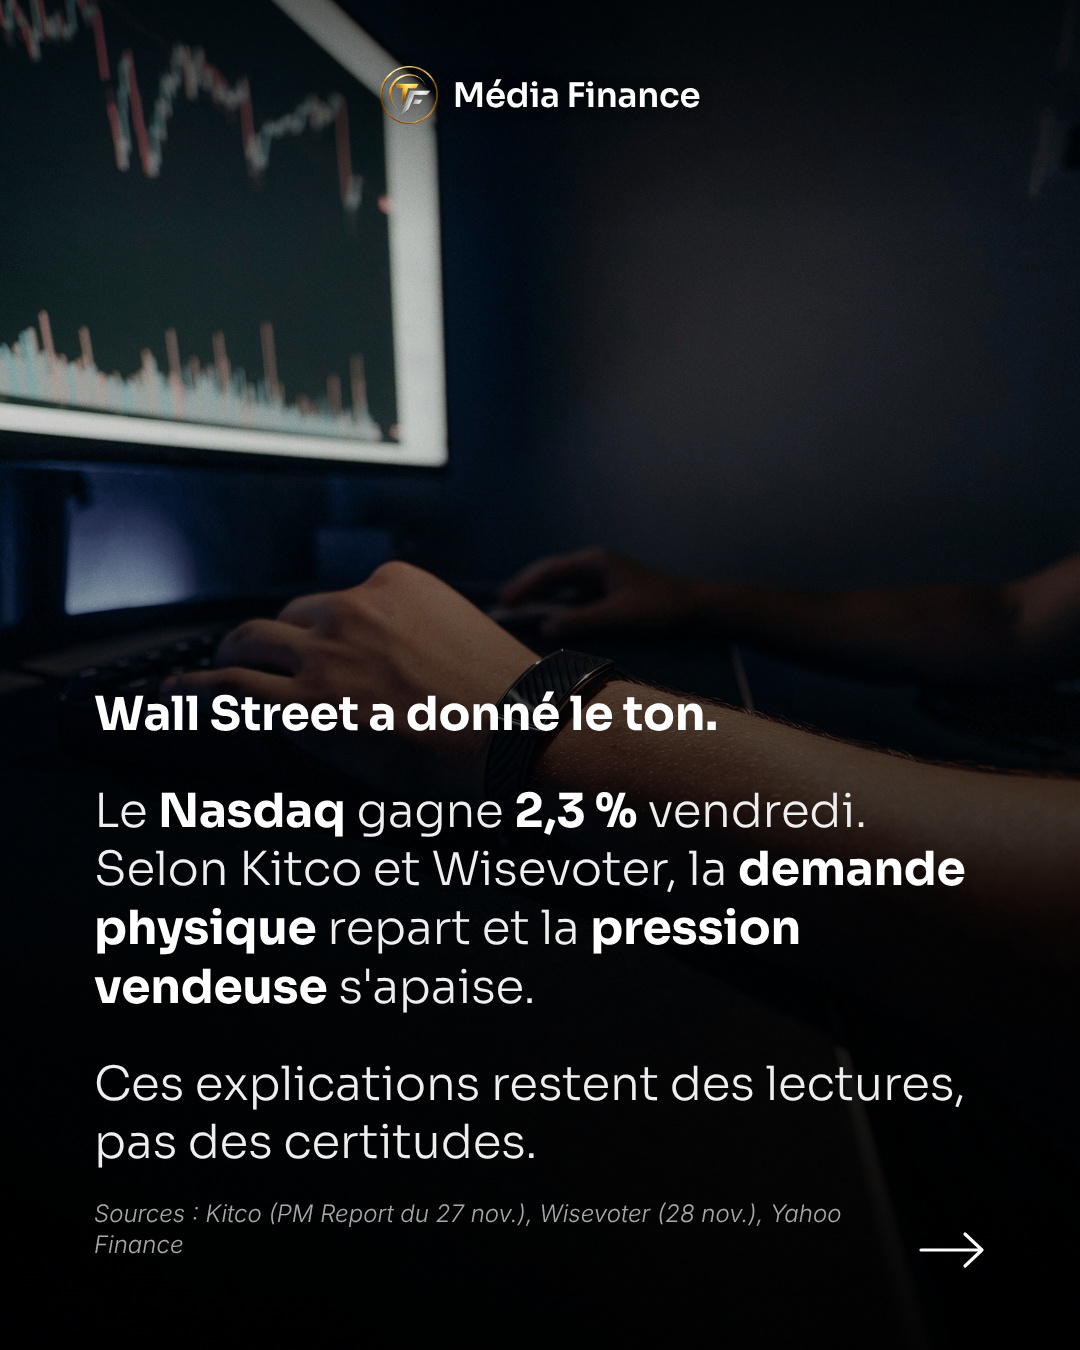 TF Média Finance
Wall Street a donné le ton.
Le Nasdaq gagne 2,3 % vendredi.
Selon Kitco et Wisevoter, la demande
physique repart et la pression
vendeuse s'apaise.
Ces explications restent des lectures,
pas des certitudes.
Sources : Kitco (PM Report du 27 nov.), Wisevoter (28 nov.), Yahoo
Finance